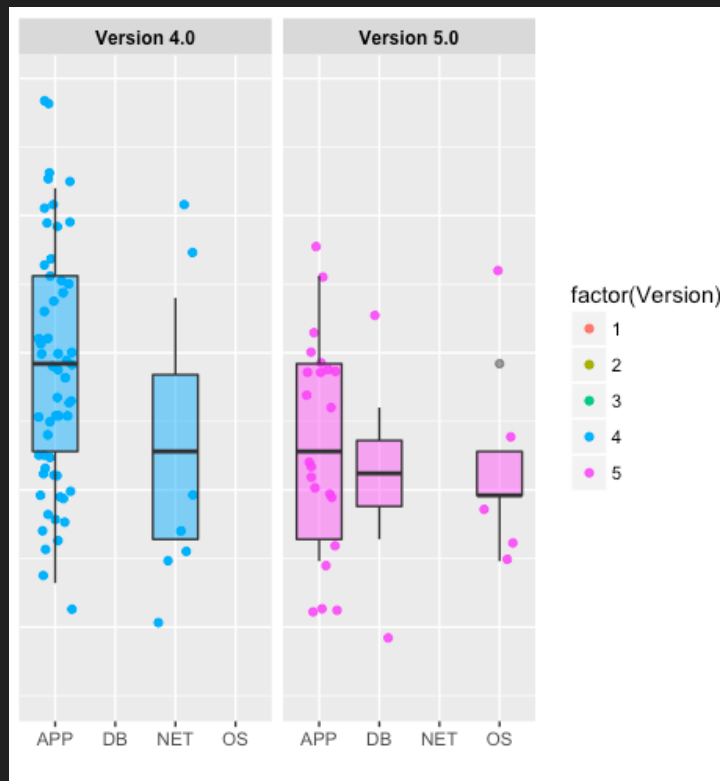 Version 4.0
Version 5.0
factor(Version)
1
2
3
4
5
APP DB NET OS
APP DB NET OS